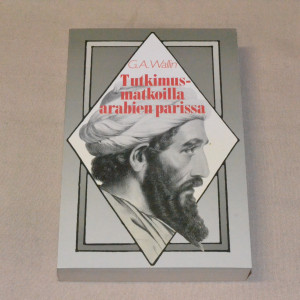 G.A. Wallin
Tutkimus-
matkoilla
arabien parissa